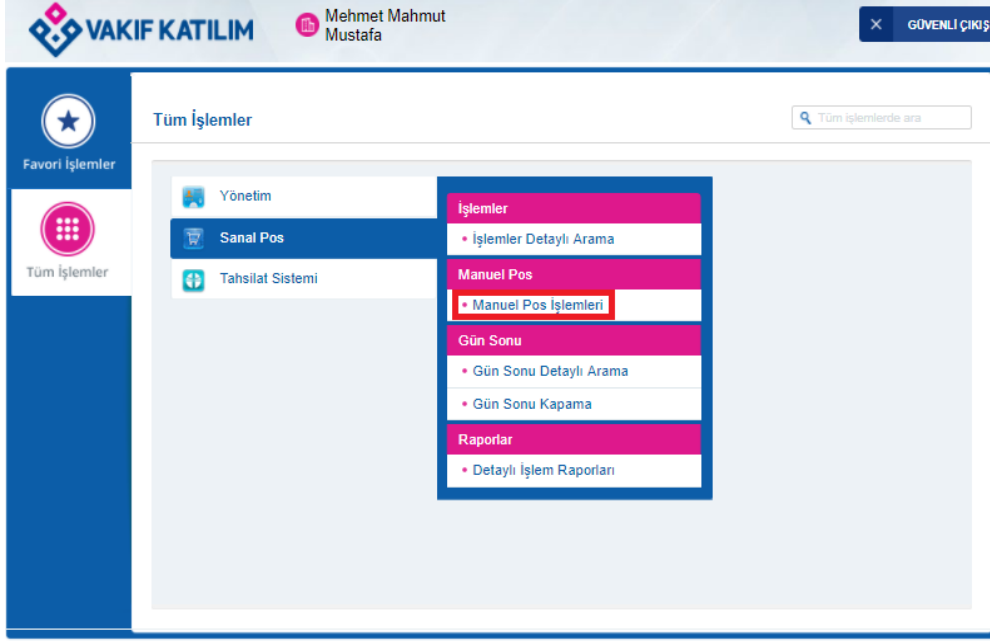 VAKIF KATILIM
Mehmet Mahmut
Mustafa
GÜVENLİ ÇIKIŞ
Favori İşlemler
Tüm İşlemler
Tüm İşlemler
Tüm işlemlerde ara
Yönetim
Sanal Pos
Tahsilat Sistemi
İşlemler
• İşlemler Detaylı Arama
Manuel Pos
• Manuel Pos İşlemleri
Gün Sonu
• Gün Sonu Detaylı Arama
• Gün Sonu Kapama
Raporlar
• Detaylı İşlem Raporları